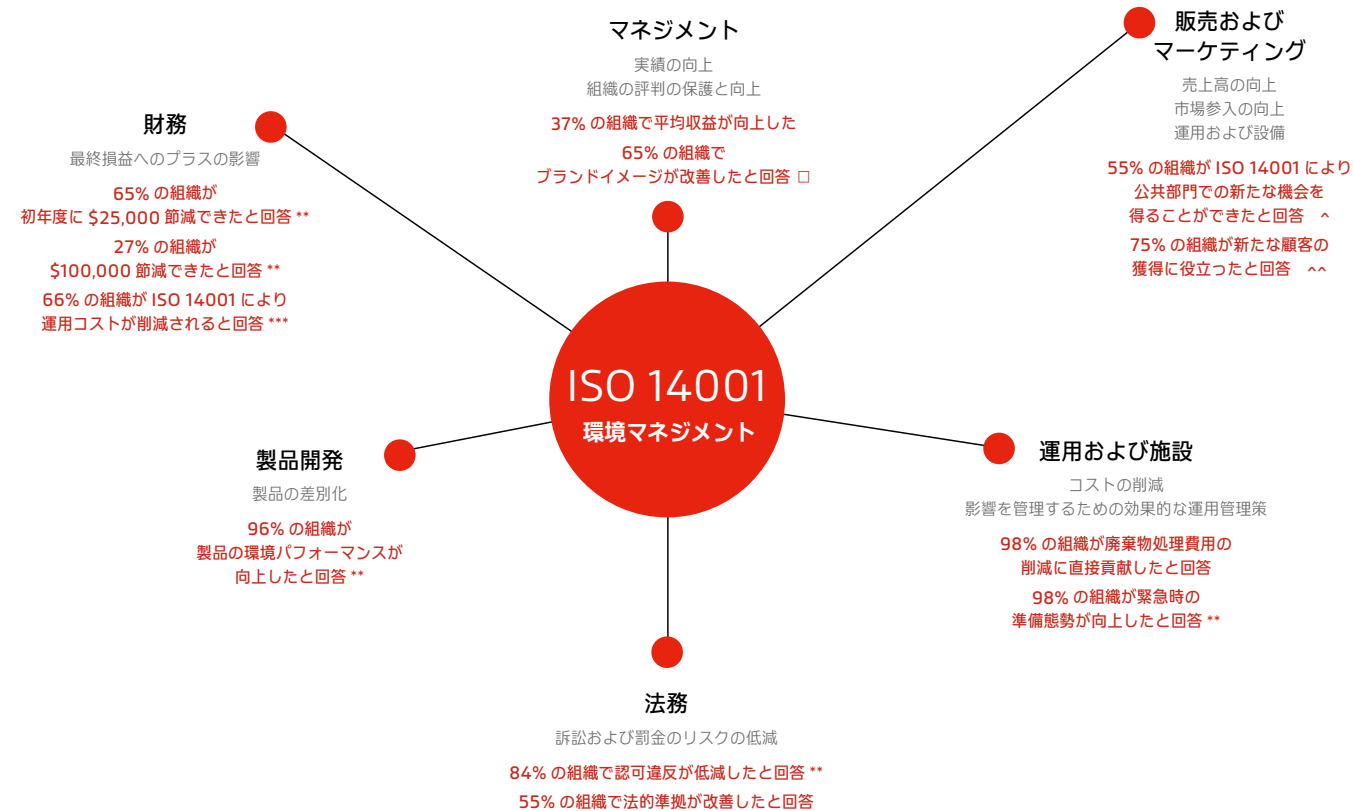 マネジメント
実績の向上
組織の評判の保護と向上
37% の組織で平均収益が向上した
65% の組織で
ブランドイメージが改善したと回答 □
販売および
マーケティング
売上高の向上
市場参入の向上
運用および設備
55% の組織が ISO 14001 により
公共部門での新たな機会を
得ることができたと回答 ^
75% の組織が新たな顧客の
獲得に役立ったと回答 ^^
財務
最終損益へのプラスの影響
65% の組織が
初年度に $25,000 節減できたと回答 **
27% の組織が
$100,000 節減できたと回答 **
66% の組織が ISO 14001 により
運用コストが削減されると回答 ***
ISO 14001
環境マネジメント
製品開発
製品の差別化
96% の組織が
製品の環境パフォーマンスが
向上したと回答 **
運用および施設
コストの削減
影響を管理するための効果的な運用管理策
98% の組織が廃棄物処理費用の
削減に直接貢献したと回答
98% の組織が緊急時の
準備態勢が向上したと回答 **
法務
訴訟および罰金のリスクの低減
84% の組織で認可違反が低減したと回答 **
55% の組織で法的準拠が改善したと回答